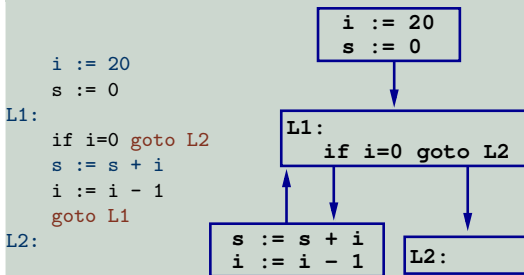 i := 20
s := 0
L1:
if i=0 goto L2
s := s + i
i := i - 1
goto L1
L2:
i := 20
s := 0
L1:
if i=0 goto L2
s := s + i
i := i - 1
L2: